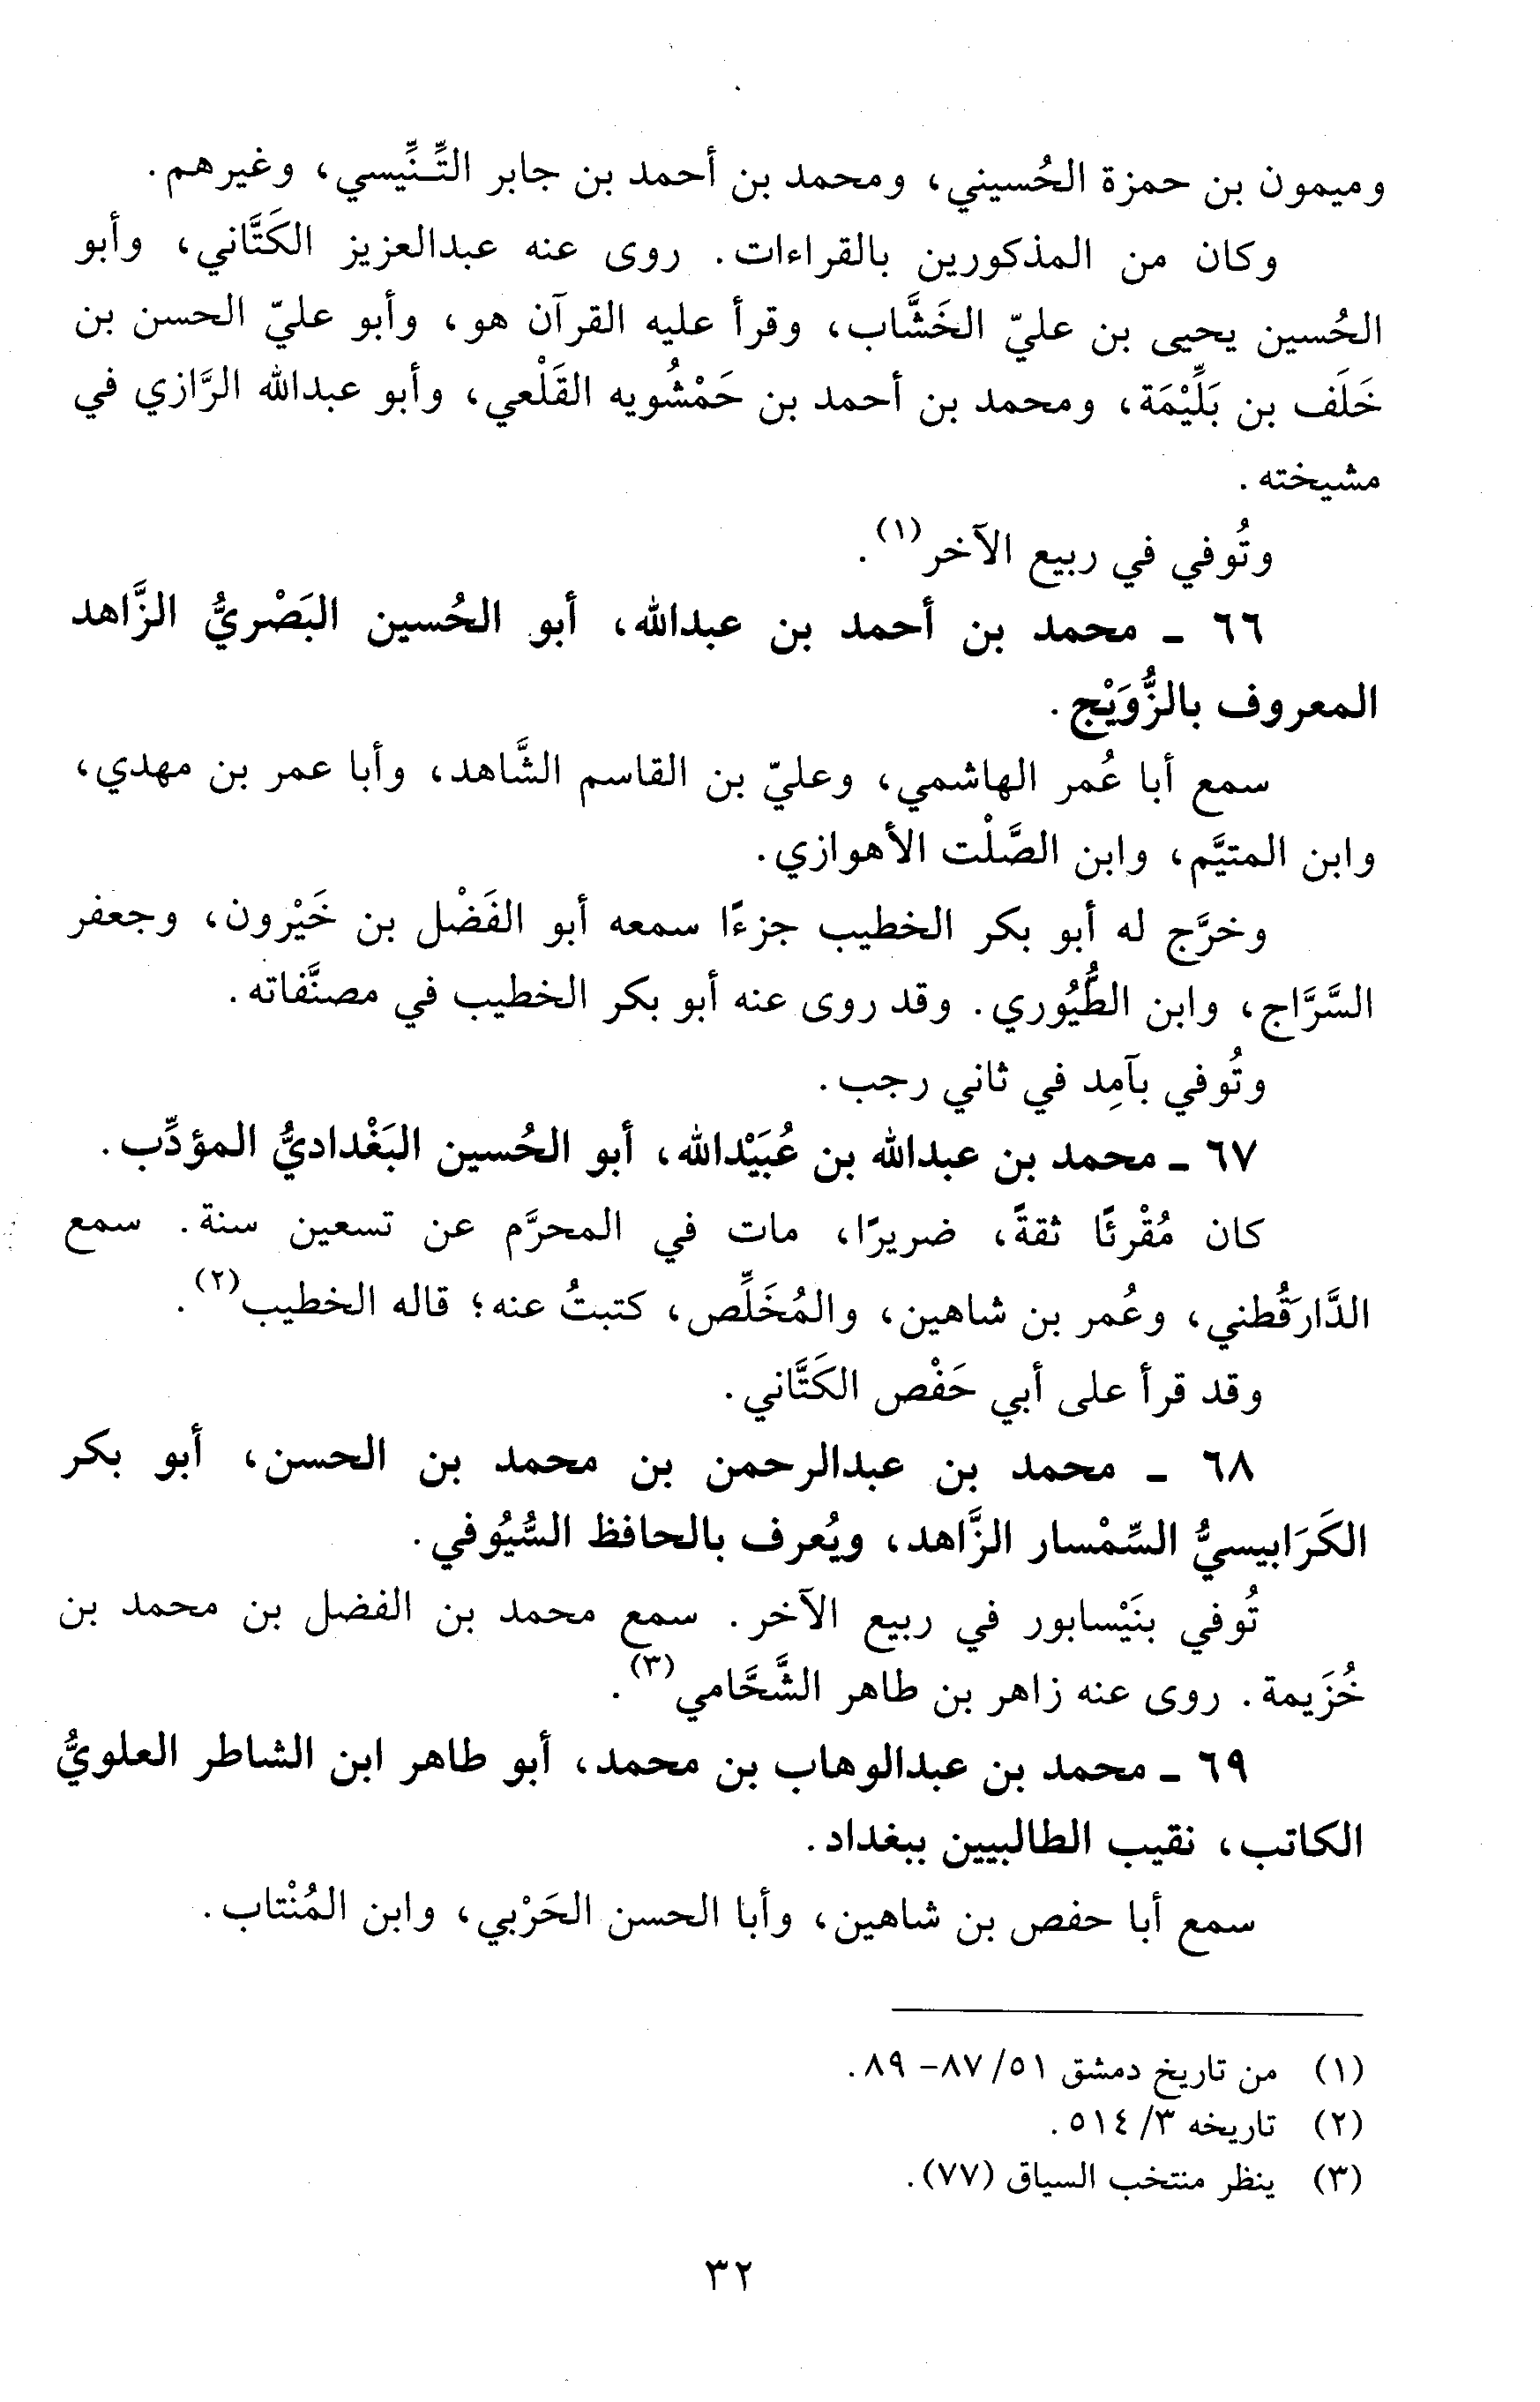 وميمون بن حمزة الحُسيني، ومحمد بن أحمد بن جابر التِّـنِّيسي، وغيرهم.
وكان من المذكورين بالقراءات. روى عنه عبدالعزيز الكَتَّاني، وأبو
الحُسين يحيى بن عليّ الخَشَّاب، وقرأ عليه القرآن هو، وأبو عليّ الحسن بن
خَلَف بن بَلِّيْمَة، ومحمد بن أحمد بن حَمْشُويه القَلْعي، وأبو عبدالله الرَّازي في
مشيخته.
وتُوفي في ربيع الآخر(١).
٦٦ ـ محمد بن أحمد بن عبدالله، أبو الحُسين البَصْريُّ الزَّاهد
المعروف بالزُّوَيْج.
سمع أبا عُمر الهاشمي، وعليّ بن القاسم الشَّاهد، وأبا عمر بن مهدي،
وابن المتيَّم، وابن الصَّلْت الأهوازي.
وخرَّج له أبو بكر الخطيب جزءًا سمعه أبو الفَضْل بن خَيْرون، وجعفر
السَّرَّاج، وابن الطُّيُوري. وقد روى عنه أبو بكر الخطيب في مصنَّفاته.
وتُوفي بآمِد في ثاني رجب.
٦٧ ـ محمد بن عبدالله بن عُبَيْدالله، أبو الحُسين البَغْداديُّ المؤدِّب.
كان مُقْرئًا ثقةً، ضريرًا، مات في المحرَّم عن تسعين سنة. سمع
الدَّارَقُطني، وعُمر بن شاهين، والمُخَلِّص، كتبتُ عنه؛ قاله الخطيب(٢).
وقد قرأ على أبي حَفْص الكَتَّاني.
٦٨ ـ محمد بن عبدالرحمن بن محمد بن الحسن، أبو بكر
الكَرَابيسيُّ السِّمْسار الزَّاهد، ويُعرف بالحافظ السُّيُوفي.
تُوفي بنَيْسابور في ربيع الآخر. سمع محمد بن الفضل بن محمد بن
خُزَيمة. روى عنه زاهر بن طاهر الشَّحَّامي(٣).
٦٩ ـ محمد بن عبدالوهاب بن محمد، أبو طاهر ابن الشاطر العلويُّ
الكاتب، نقيب الطالبيين ببغداد.
سمع أبا حفص بن شاهين، وأبا الحسن الحَرْبي، وابن المُنْتاب.
(١) من تاريخ دمشق ٥١/ ٨٧- ٨٩.
(٢) تاريخه ٣/ ٥١٤.
(٣) ينظر منتخب السياق (٧٧).
٣٢